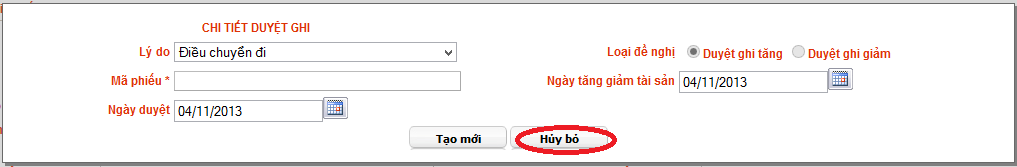 CHI TIẾT DUYỆT GHI
Lý do Điều chuyển đi Loại đề nghị Duyệt ghi tăng Duyệt ghi giảm
Mã phiếu * Ngày tăng giảm tài sản 04/11/2013
Ngày duyệt 04/11/2013
Tạo mới Hủy bỏ